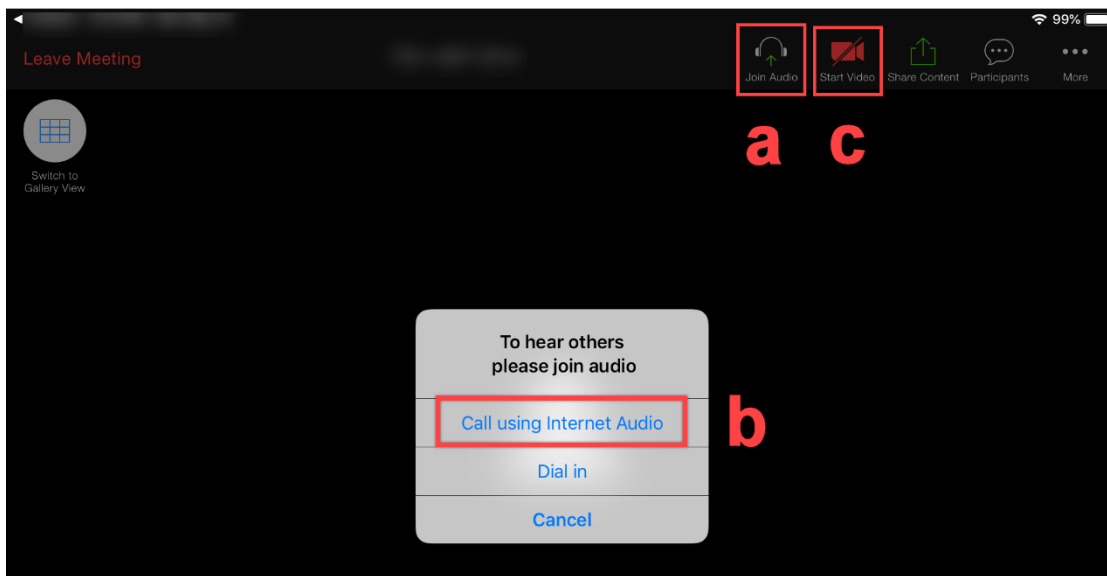 99%
Leave Meeting
Join Audio
Start Video
Share Content
Participants
More
a
c
Switch to
Gallery View
To hear others
please join audio
Call using Internet Audio
b
Dial in
Cancel